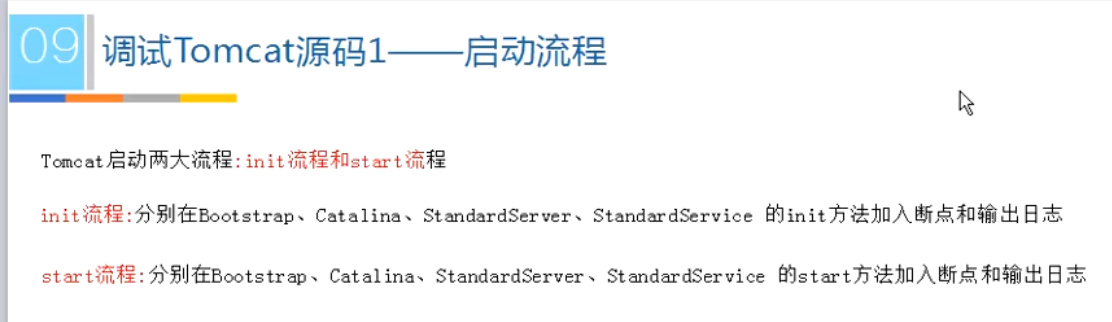 09 调试Tomcat源码1——启动流程
Tomcat启动两大流程:init流程和start流程
init流程:分别在Bootstrap、Catalina、StandardServer、StandardService 的init方法加入断点和输出日志
start流程:分别在Bootstrap、Catalina、StandardServer、StandardService 的start方法加入断点和输出日志